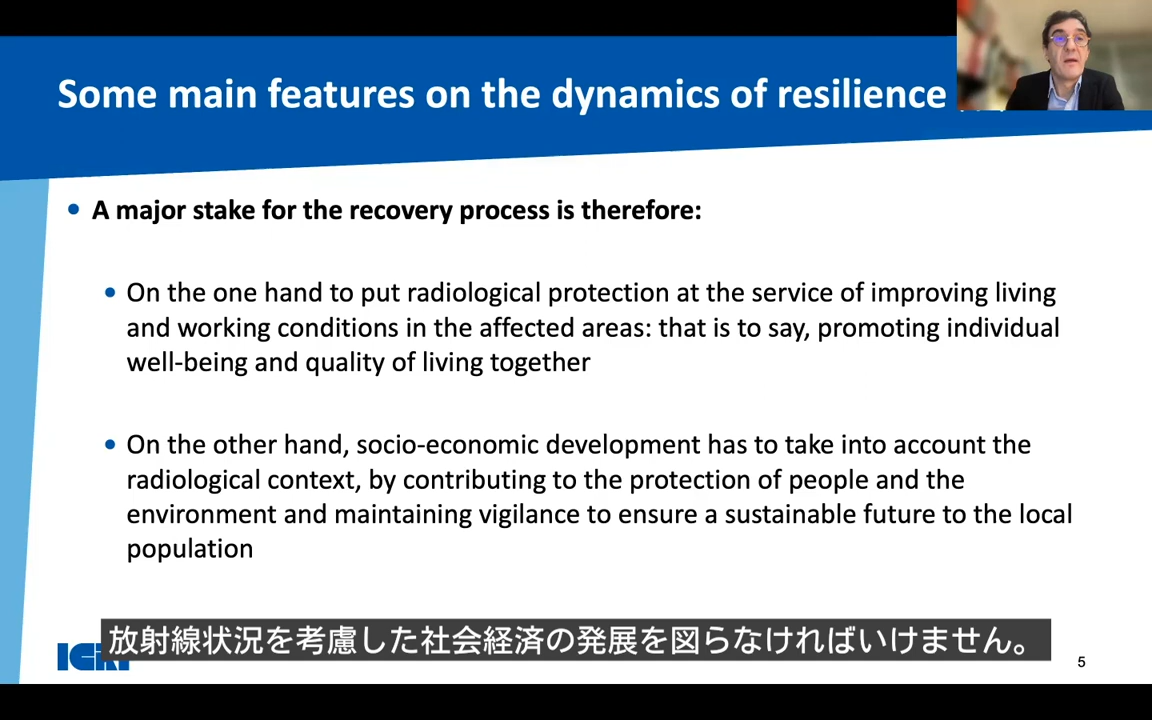 Some main features on the dynamics of resilience
• A major stake for the recovery process is therefore:
• On the one hand to put radiological protection at the service of improving living
and working conditions in the affected areas: that is to say, promoting individual
well-being and quality of living together
• On the other hand, socio-economic development has to take into account the
radiological context, by contributing to the protection of people and the
environment and maintaining vigilance to ensure a sustainable future to the local
population
放射線状況を考慮した社会経済の発展を図らなければいけません。
5